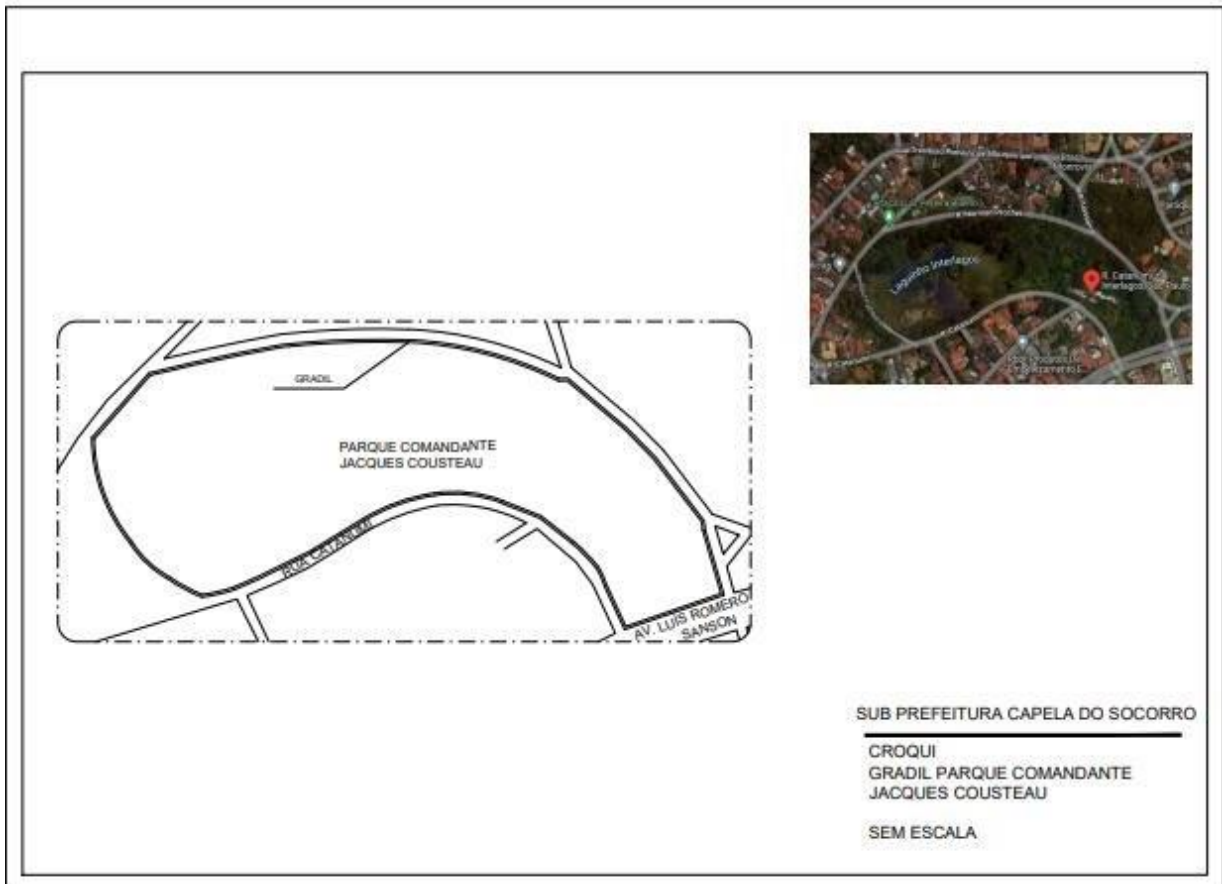 Laguinho Interlagos
GRADIL
PARQUE COMANDANTE
JACQUES COUSTEAU
RUA CATANUMI
AV. LUIS ROMERO
SANSON
SUB PREFEITURA CAPELA DO SOCORRO
CROQUI
GRADIL PARQUE COMANDANTE
JACQUES COUSTEAU
SEM ESCALA